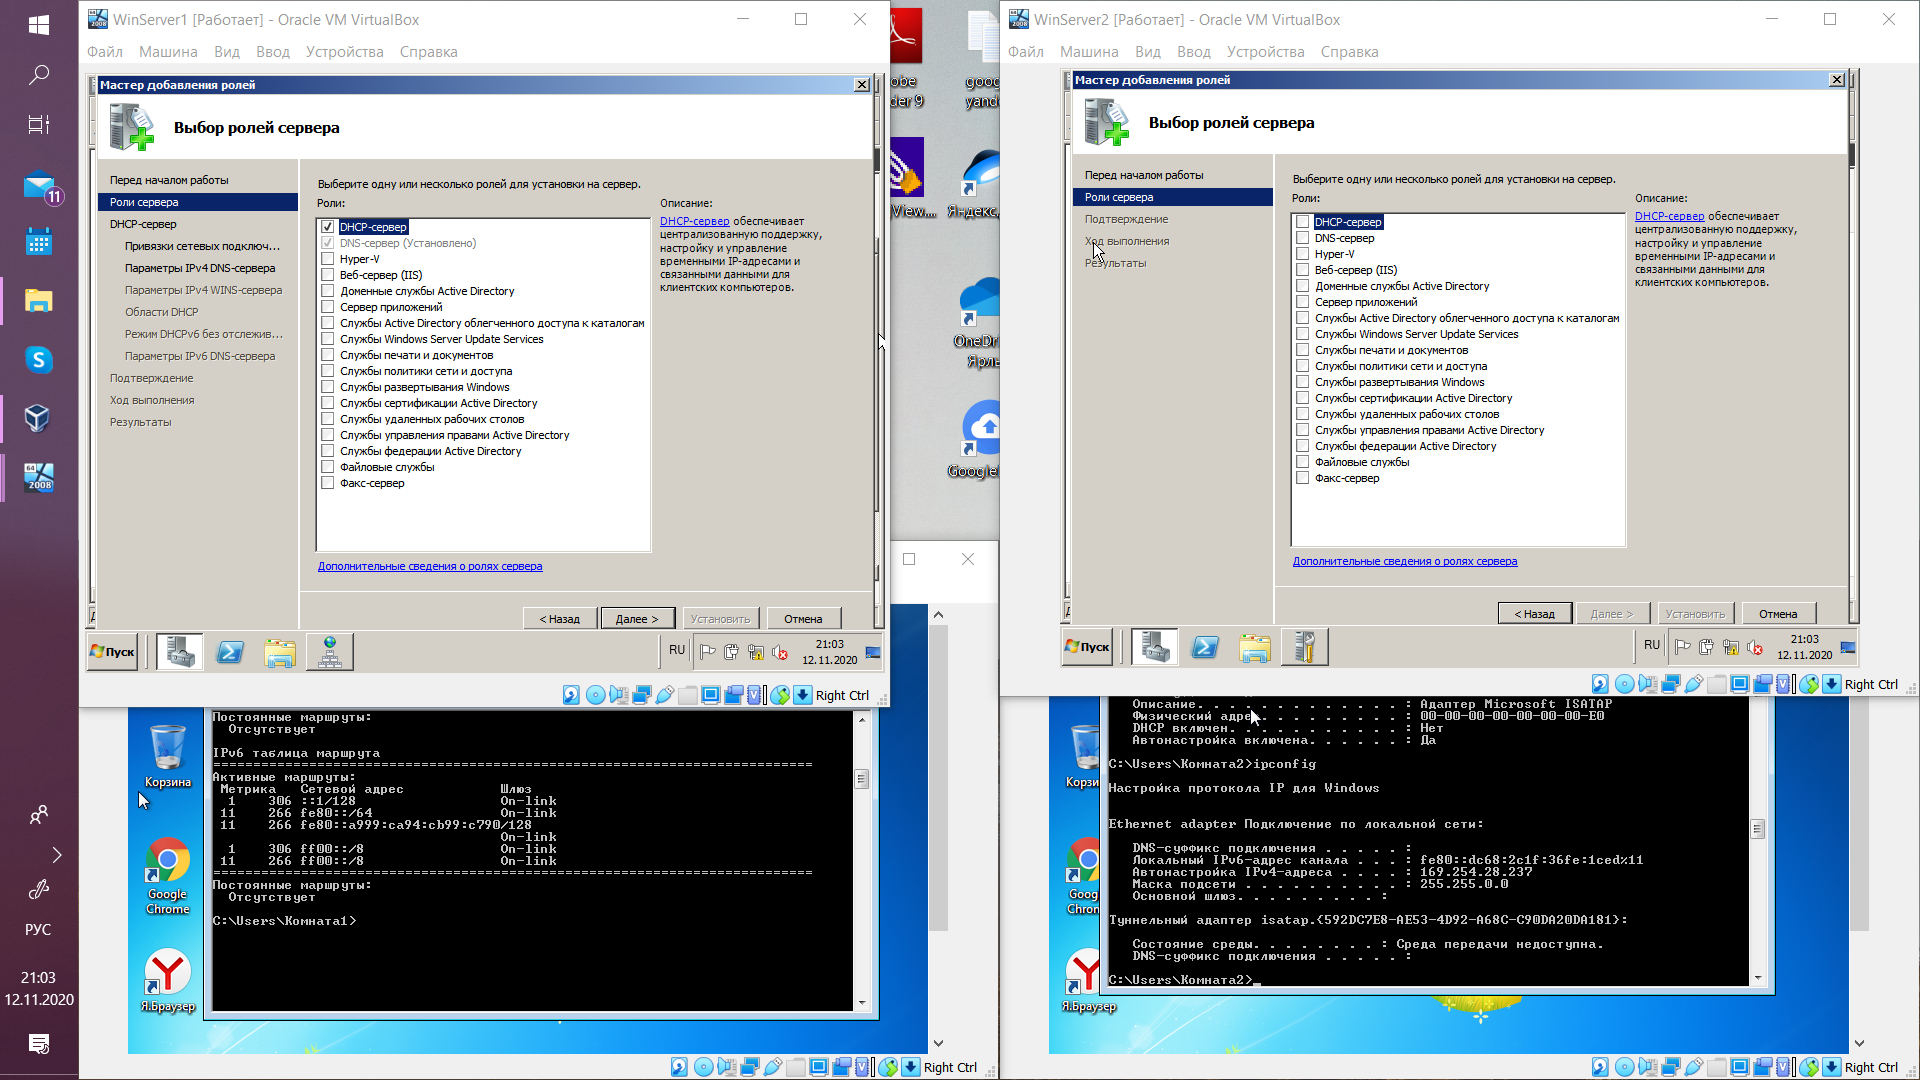 WinServer1 [Работает] - Oracle VM VirtualBox
Файл Машина Вид Ввод Устройства Справка
Мастер добавления ролей
Выбор ролей сервера
Перед началом работы
Роли сервера
DHCP-сервер
Привязки сетевых подключ...
Параметры IPv4 DNS-сервера
Параметры IPv4 WINS-сервера
Области DHCP
Режим DHCPv6 без отслежив...
Параметры IPv6 DNS-сервера
Подтверждение
Ход выполнения
Результаты
Выберите одну или несколько ролей для установки на сервер.
Роли:
DHCP-сервер
DNS-сервер (Установлено)
Hyper-V
Веб-сервер (IIS)
Доменные службы Active Directory
Сервер приложений
Службы Active Directory облегченного доступа к каталогам
Службы Windows Server Update Services
Службы печати и документов
Службы политики сети и доступа
Службы развертывания Windows
Службы сертификации Active Directory
Службы удаленных рабочих столов
Службы управления правами Active Directory
Службы федерации Active Directory
Файловые службы
Факс-сервер
Дополнительные сведения о ролях сервера
Описание:
DHCP-сервер обеспечивает
централизованную поддержку,
настройку и управление
временными IP-адресами и
связанными данными для
клиентских компьютеров.
< Назад Далее > Установить Отмена
Пуск
RU
21:03
12.11.2020
Right Ctrl
obe
der 9
goog
yand
View....
Яндекс,
OneDri
Ярль
Google
WinServer2 [Работает] - Oracle VM VirtualBox
Файл Машина Вид Ввод Устройства Справка
Мастер добавления ролей
Выбор ролей сервера
Перед началом работы
Роли сервера
Подтверждение
Ход выполнения
Результаты
Выберите одну или несколько ролей для установки на сервер.
Роли:
DHCP-сервер
DNS-сервер
Hyper-V
Веб-сервер (IIS)
Доменные службы Active Directory
Сервер приложений
Службы Active Directory облегченного доступа к каталогам
Службы Windows Server Update Services
Службы печати и документов
Службы политики сети и доступа
Службы развертывания Windows
Службы сертификации Active Directory
Службы удаленных рабочих столов
Службы управления правами Active Directory
Службы федерации Active Directory
Файловые службы
Факс-сервер
Дополнительные сведения о ролях сервера
Описание:
DHCP-сервер обеспечивает
централизованную поддержку,
настройку и управление
временными IP-адресами и
связанными данными для
клиентских компьютеров.
< Назад Далее > Установить Отмена
Пуск
RU
21:03
12.11.2020
Right Ctrl
Корзина
Google
Chrome
Я.Браузер
Постоянные маршруты:
Отсутствует
IPv6 таблица маршрута
===========================================================================
Активные маршруты:
Метрика Сетевой адрес Шлюз
1 306 ::1/128 On-link
11 266 fe80::/64 On-link
11 266 fe80::a999:ca94:cb99:c790/128
On-link
1 306 ff00::/8 On-link
11 266 ff00::/8 On-link
===========================================================================
Постоянные маршруты:
Отсутствует
C:\Users\Комната1>
Right Ctrl
Корзи
Goog
Chron
Я.Браузер
Описание. . . . . . . . . . . . . : Адаптер Microsoft ISATAP
Физический адрес. . . . . . . . . : 00-00-00-00-00-00-00-E0
DHCP включен. . . . . . . . . . . : Нет
Автонастройка включена. . . . . . : Да
C:\Users\Комната2>ipconfig
Настройка протокола IP для Windows
Ethernet adapter Подключение по локальной сети:
DNS-суффикс подключения . . . . . :
Локальный IPv6-адрес канала . . . : fe80::dc68:2c1f:36fe:1ced%11
Автонастройка IPv4-адреса . . . . : 169.254.28.237
Маска подсети . . . . . . . . . . : 255.255.0.0
Основной шлюз. . . . . . . . . :
Туннельный адаптер isatap.{592DC7E8-AE53-4D92-A68C-C90DA20DA181}:
Состояние среды. . . . . . . . : Среда передачи недоступна.
DNS-суффикс подключения . . . . . :
C:\Users\Комната2>_
Right Ctrl
11
64
2008
РУС
21:03
12.11.2020